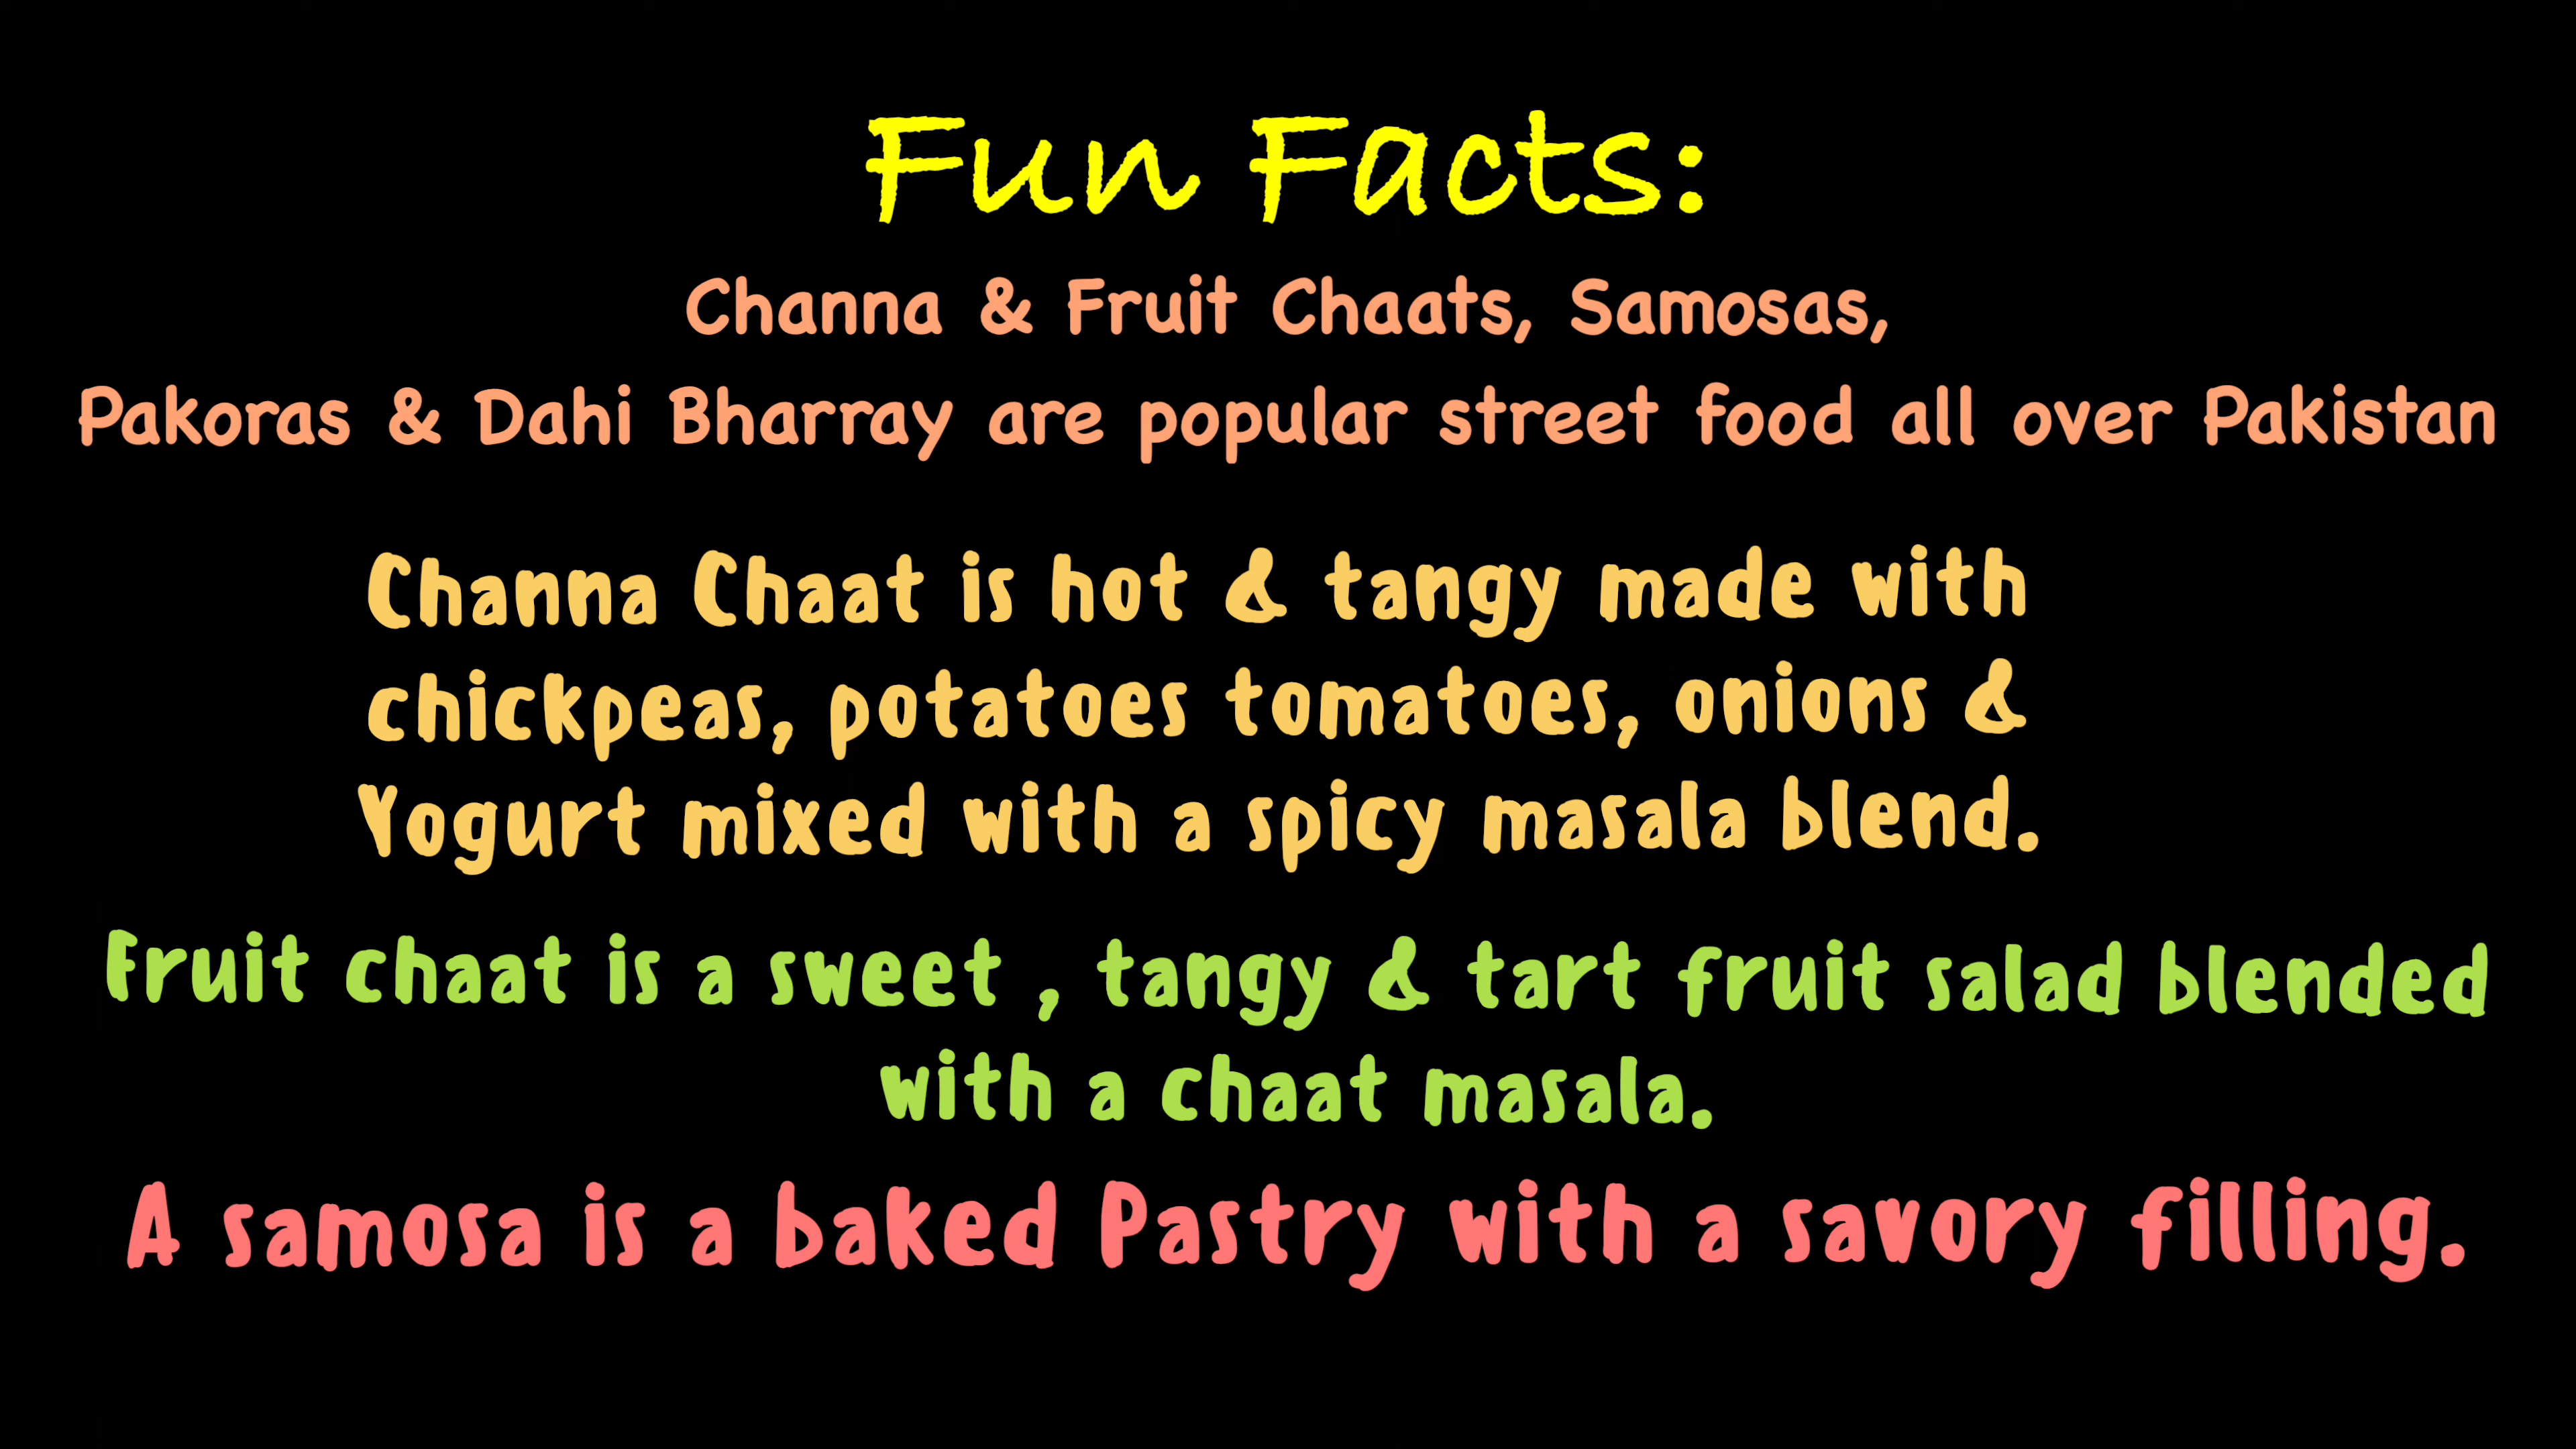 Fun Facts:
Channa & Fruit Chaats, Samosas,
Pakoras & Dahi Bharray are popular street food all over Pakistan
Channa Chaat is hot & tangy made with
chickpeas, potatoes tomatoes, onions &
Yogurt mixed with a spicy masala blend.
Fruit chaat is a sweet , tangy & tart fruit salad blended
with a chaat masala.
A samosa is a baked Pastry with a savory filling.